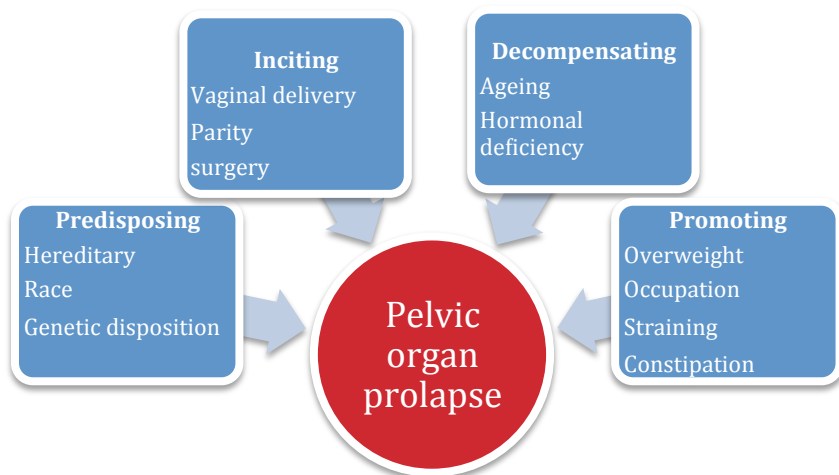 Inciting
Vaginal delivery
Parity
surgery
Decompensating
Ageing
Hormonal
deficiency
Predisposing
Hereditary
Race
Genetic disposition
Promoting
Overweight
Occupation
Straining
Constipation
Pelvic
organ
prolapse